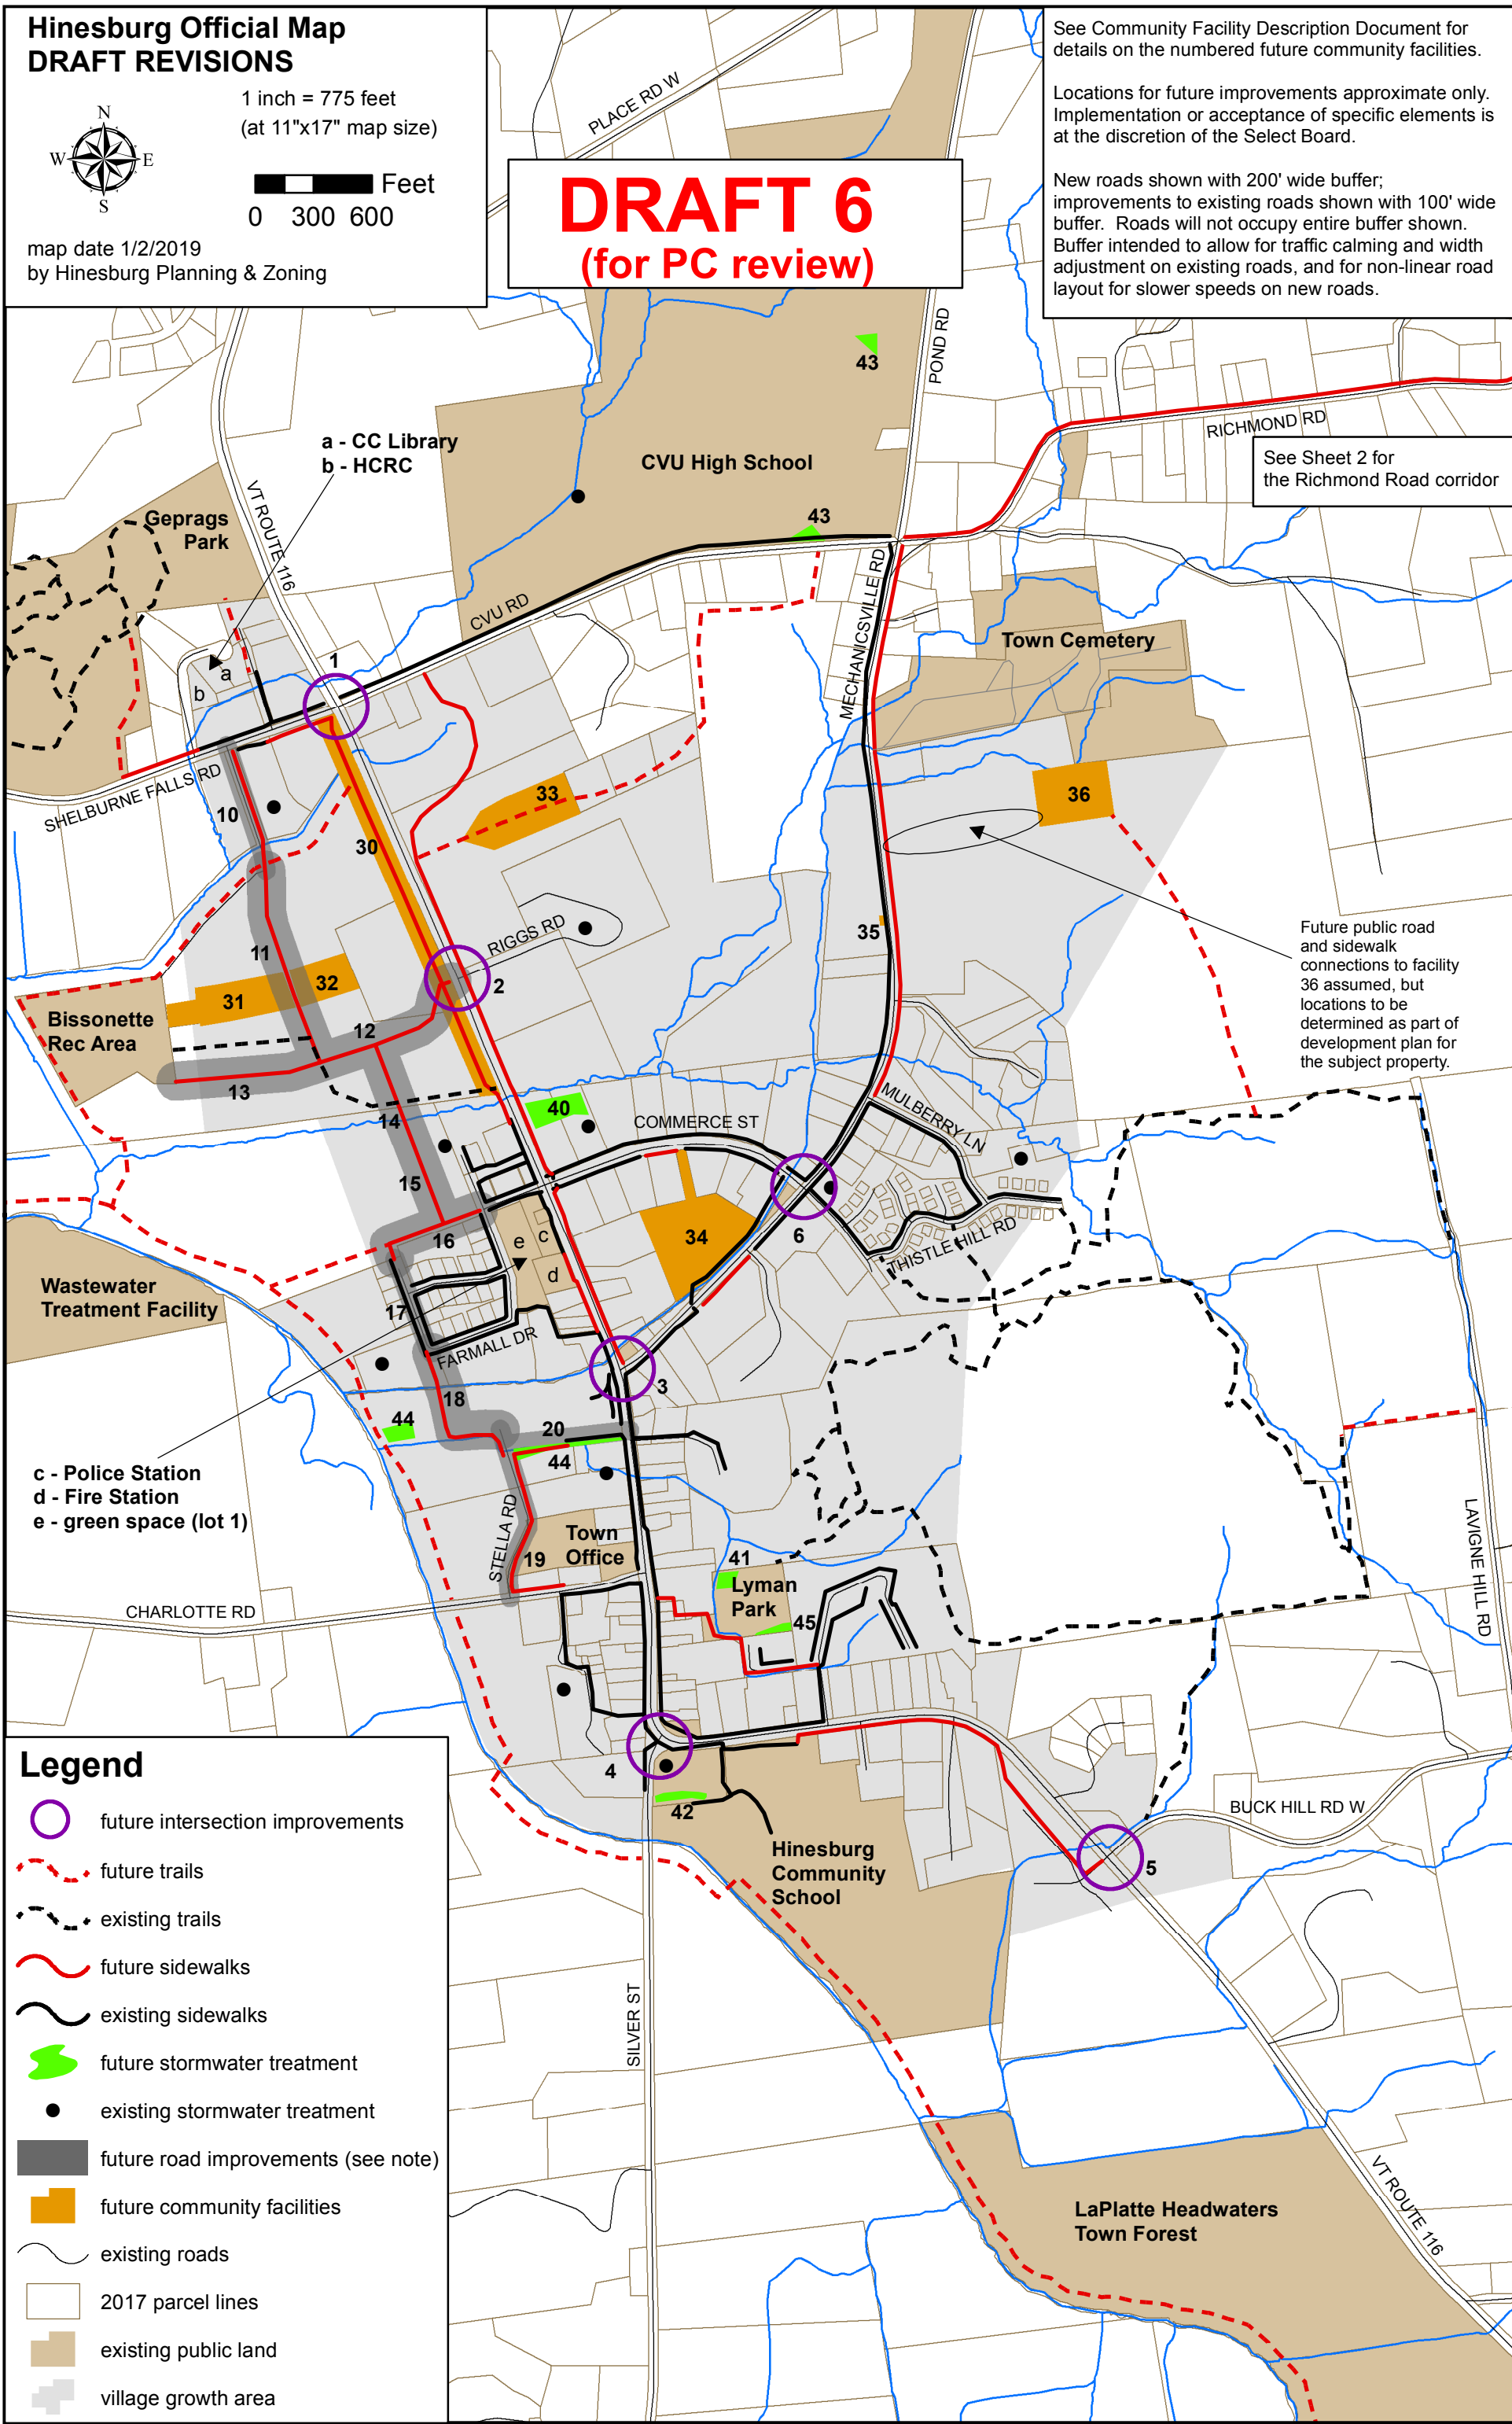 Hinesburg Official Map
DRAFT REVISIONS
1 inch = 775 feet
(at 11"x17" map size)
N
W
E
S
Feet
0 300 600
map date 1/2/2019
by Hinesburg Planning & Zoning
DRAFT 6
(for PC review)
See Community Facility Description Document for
details on the numbered future community facilities.
Locations for future improvements approximate only.
Implementation or acceptance of specific elements is
at the discretion of the Select Board.
New roads shown with 200' wide buffer;
improvements to existing roads shown with 100' wide
buffer. Roads will not occupy entire buffer shown.
Buffer intended to allow for traffic calming and width
adjustment on existing roads, and for non-linear road
layout for slower speeds on new roads.
PLACE RD W
POND RD
43
RICHMOND RD
See Sheet 2 for
the Richmond Road corridor
a - CC Library
b - HCRC
CVU High School
VT ROUTE 116
Geprags
Park
43
CVU RD
MECHANICSVILLE RD
Town Cemetery
1
a
b
SHELBURNE FALLS RD
10
30
33
36
RIGGS RD
35
Future public road
and sidewalk
connections to facility
36 assumed, but
locations to be
determined as part of
development plan for
the subject property.
11
2
32
31
Bissonette
Rec Area
12
13
14
40
COMMERCE ST
MULBERRY LN
15
16
e
c
d
34
6
THISTLE HILL RD
Wastewater
Treatment Facility
17
FARMALL DR
3
18
44
20
44
c - Police Station
d - Fire Station
e - green space (lot 1)
STELLA RD
19
Town
Office
41
Lyman
Park
45
LAVIGNE HILL RD
CHARLOTTE RD
4
42
Hinesburg
Community
School
BUCK HILL RD W
5
SILVER ST
LaPlatte Headwaters
Town Forest
VT ROUTE 116
Legend
future intersection improvements
future trails
existing trails
future sidewalks
existing sidewalks
future stormwater treatment
existing stormwater treatment
future road improvements (see note)
future community facilities
existing roads
2017 parcel lines
existing public land
village growth area